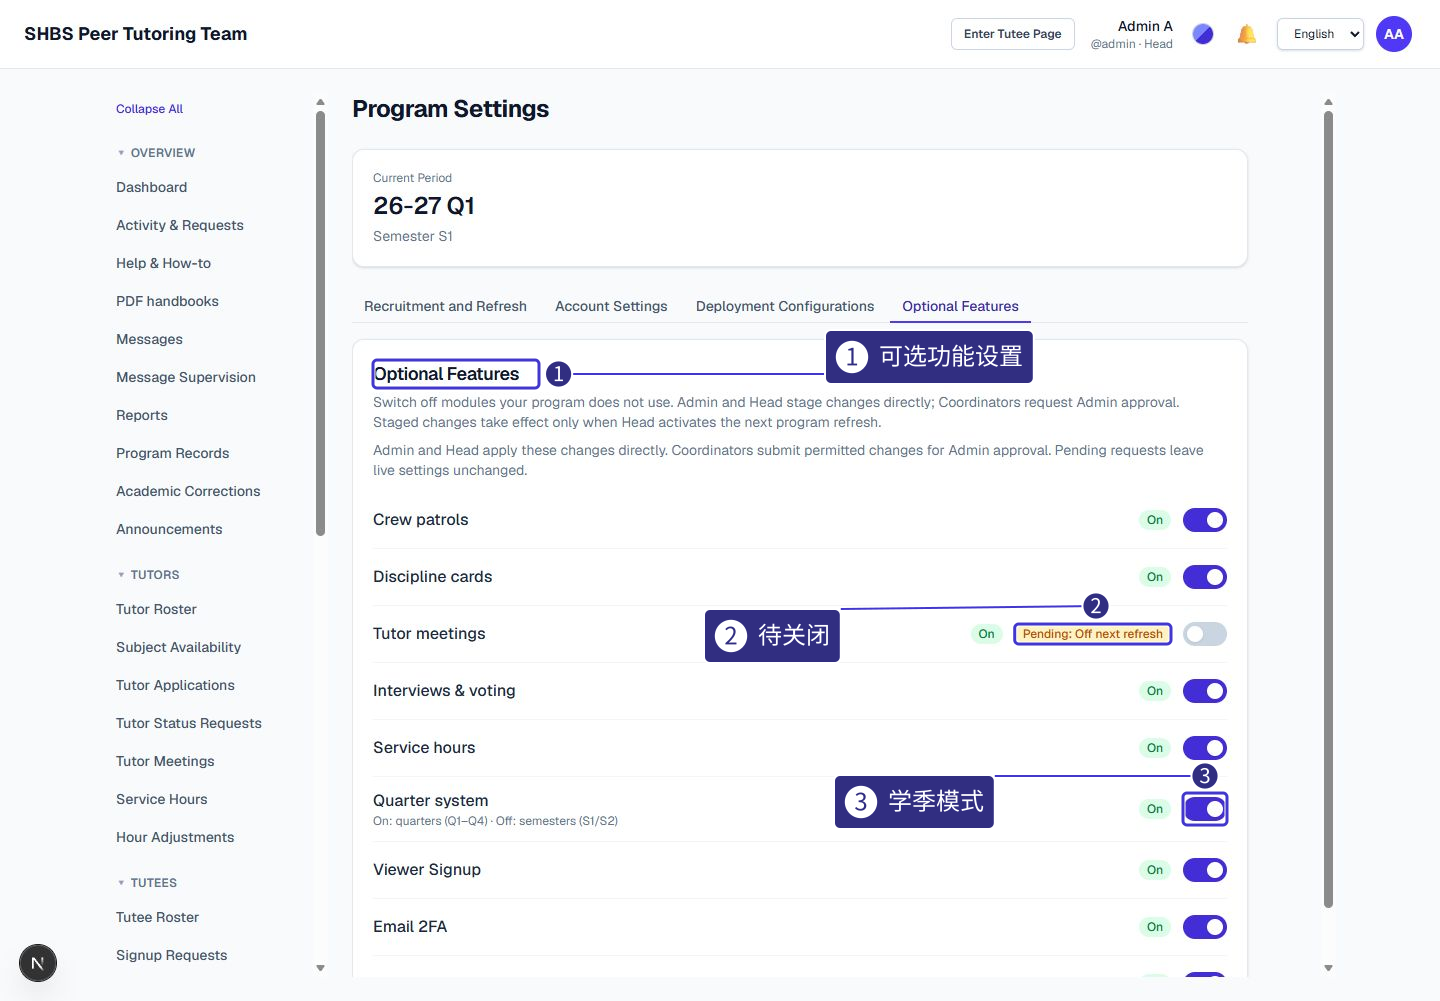 SHBS Peer Tutoring Team
Enter Tutee Page
Admin A
@admin · Head
English
AA
Collapse All
OVERVIEW
Dashboard
Activity & Requests
Help & How-to
PDF handbooks
Messages
Message Supervision
Reports
Program Records
Academic Corrections
Announcements
TUTORS
Tutor Roster
Subject Availability
Tutor Applications
Tutor Status Requests
Tutor Meetings
Service Hours
Hour Adjustments
TUTEES
Tutee Roster
Signup Requests
N
Program Settings
Current Period
26-27 Q1
Semester S1
Recruitment and Refresh
Account Settings
Deployment Configurations
Optional Features
Optional Features
1
1 可选功能设置
Switch off modules your program does not use. Admin and Head stage changes directly; Coordinators request Admin approval.
Staged changes take effect only when Head activates the next program refresh.
Admin and Head apply these changes directly. Coordinators submit permitted changes for Admin approval. Pending requests leave
live settings unchanged.
Crew patrols
On
Discipline cards
On
2
2 待关闭
Tutor meetings
On
Pending: Off next refresh
Interviews & voting
On
Service hours
On
3
3 学季模式
Quarter system
On: quarters (Q1–Q4) · Off: semesters (S1/S2)
On
Viewer Signup
On
Email 2FA
On